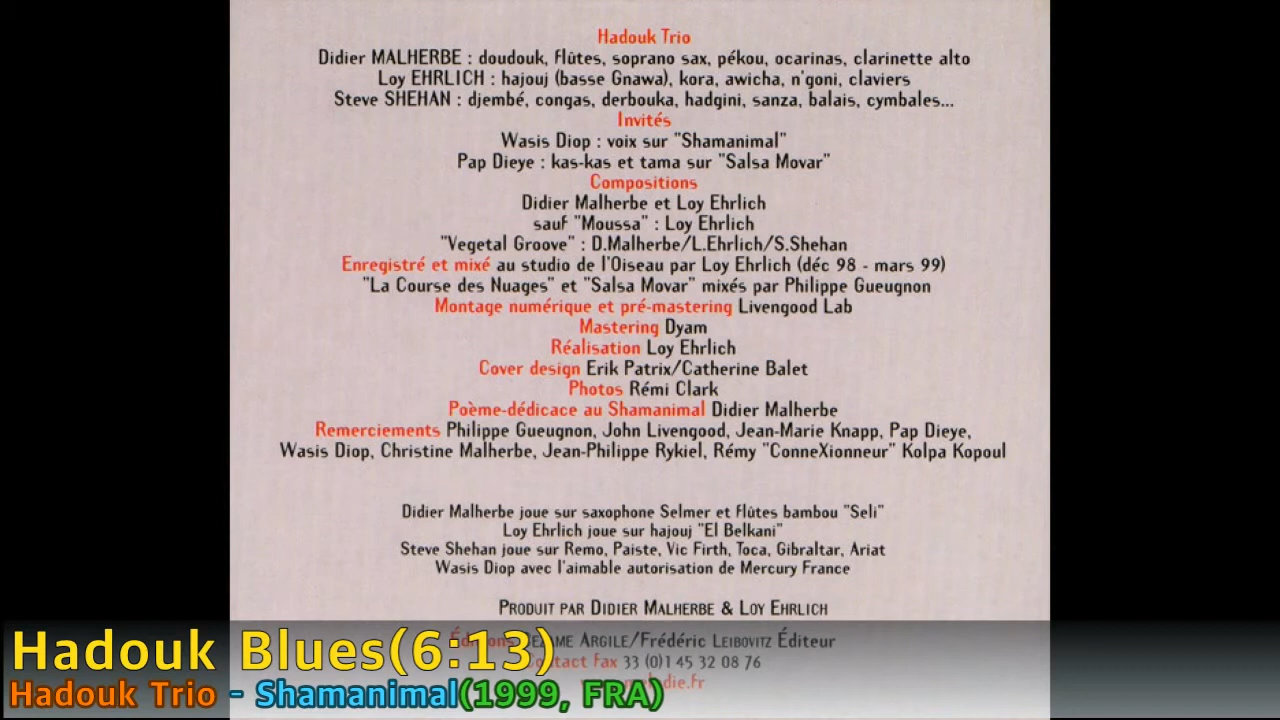 Hadouk Trio
Didier MALHERBE : doudouk, flûtes, soprano sax, pékou, ocarinas, clarinette alto
Loy EHRLICH : hajouj (basse Gnawa), kora, awicha, n'goni, claviers
Steve SHEHAN : djembé, congas, derbouka, hadgini, sanza, balais, cymbales...
Invités
Wasis Diop : voix sur "Shamanimal"
Pap Dieye : kas-kas et tama sur "Salsa Movar"
Compositions
Didier Malherbe et Loy Ehrlich
sauf "Moussa" : Loy Ehrlich
"Vegetal Groove" : D.Malherbe/L.Ehrlich/S.Shehan
Enregistré et mixé au studio de l'Oiseau par Loy Ehrlich (déc 98 - mars 99)
"La Course des Nuages" et "Salsa Movar" mixés par Philippe Gueugnon
Montage numérique et pré-mastering Livengood Lab
Mastering Dyam
Réalisation Loy Ehrlich
Cover design Erik Patrix/Catherine Balet
Photos Rémi Clark
Poème-dédicace au Shamanimal Didier Malherbe
Remerciements Philippe Gueugnon, John Livengood, Jean-Marie Knapp, Pap Dieye,
Wasis Diop, Christine Malherbe, Jean-Philippe Rykiel, Rémy "ConneXionneur" Kolpa Kopoul
Didier Malherbe joue sur saxophone Selmer et flûtes bambou "Seli"
Loy Ehrlich joue sur hajouj "El Belkani"
Steve Shehan joue sur Remo, Paiste, Vic Firth, Toca, Gibraltar, Ariat
Wasis Diop avec l'aimable autorisation de Mercury France
PRODUIT PAR DIDIER MALHERBE & LOY EHRLICH
Éditions ARGILE/FRÉDÉRIC LEIBOVITZ ÉDITEUR
Contact Fax 33 (0)1 45 32 08 76
Hadouk Blues(6:13)
Hadouk Trio - Shamanimal(1999, FRA)